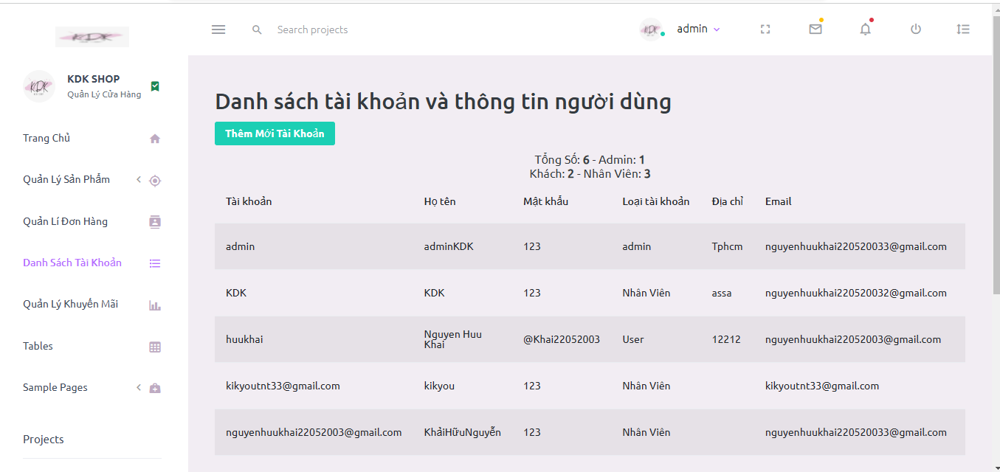 KDK
Search projects
KDK
admin
KDK
KDK SHOP
Quản Lý Cửa Hàng
Trang Chủ
Quản Lý Sản Phẩm
Quản Lí Đơn Hàng
Danh Sách Tài Khoản
Quản Lý Khuyến Mãi
Tables
Sample Pages
Projects
Danh sách tài khoản và thông tin người dùng
Thêm Mới Tài Khoản
Tổng Số: 6 - Admin: 1
Khách: 2 - Nhân Viên: 3
Tài khoản Họ tên Mật khẩu Loại tài khoản Địa chỉ Email
admin adminKDK 123 admin Tphcm nguyenhuukhai220520033@gmail.com
KDK KDK 123 Nhân Viên assa nguyenhuukhai220520032@gmail.com
huukhai Nguyen Huu Khai @Khai22052003 User 12212 nguyenhuukhai22052003@gmail.com
kikyoutnt33@gmail.com kikyou 123 Nhân Viên kikyoutnt33@gmail.com
nguyenhuukhai22052003@gmail.com KhảiHữuNguyễn 123 Nhân Viên nguyenhuukhai220520033@gmail.com